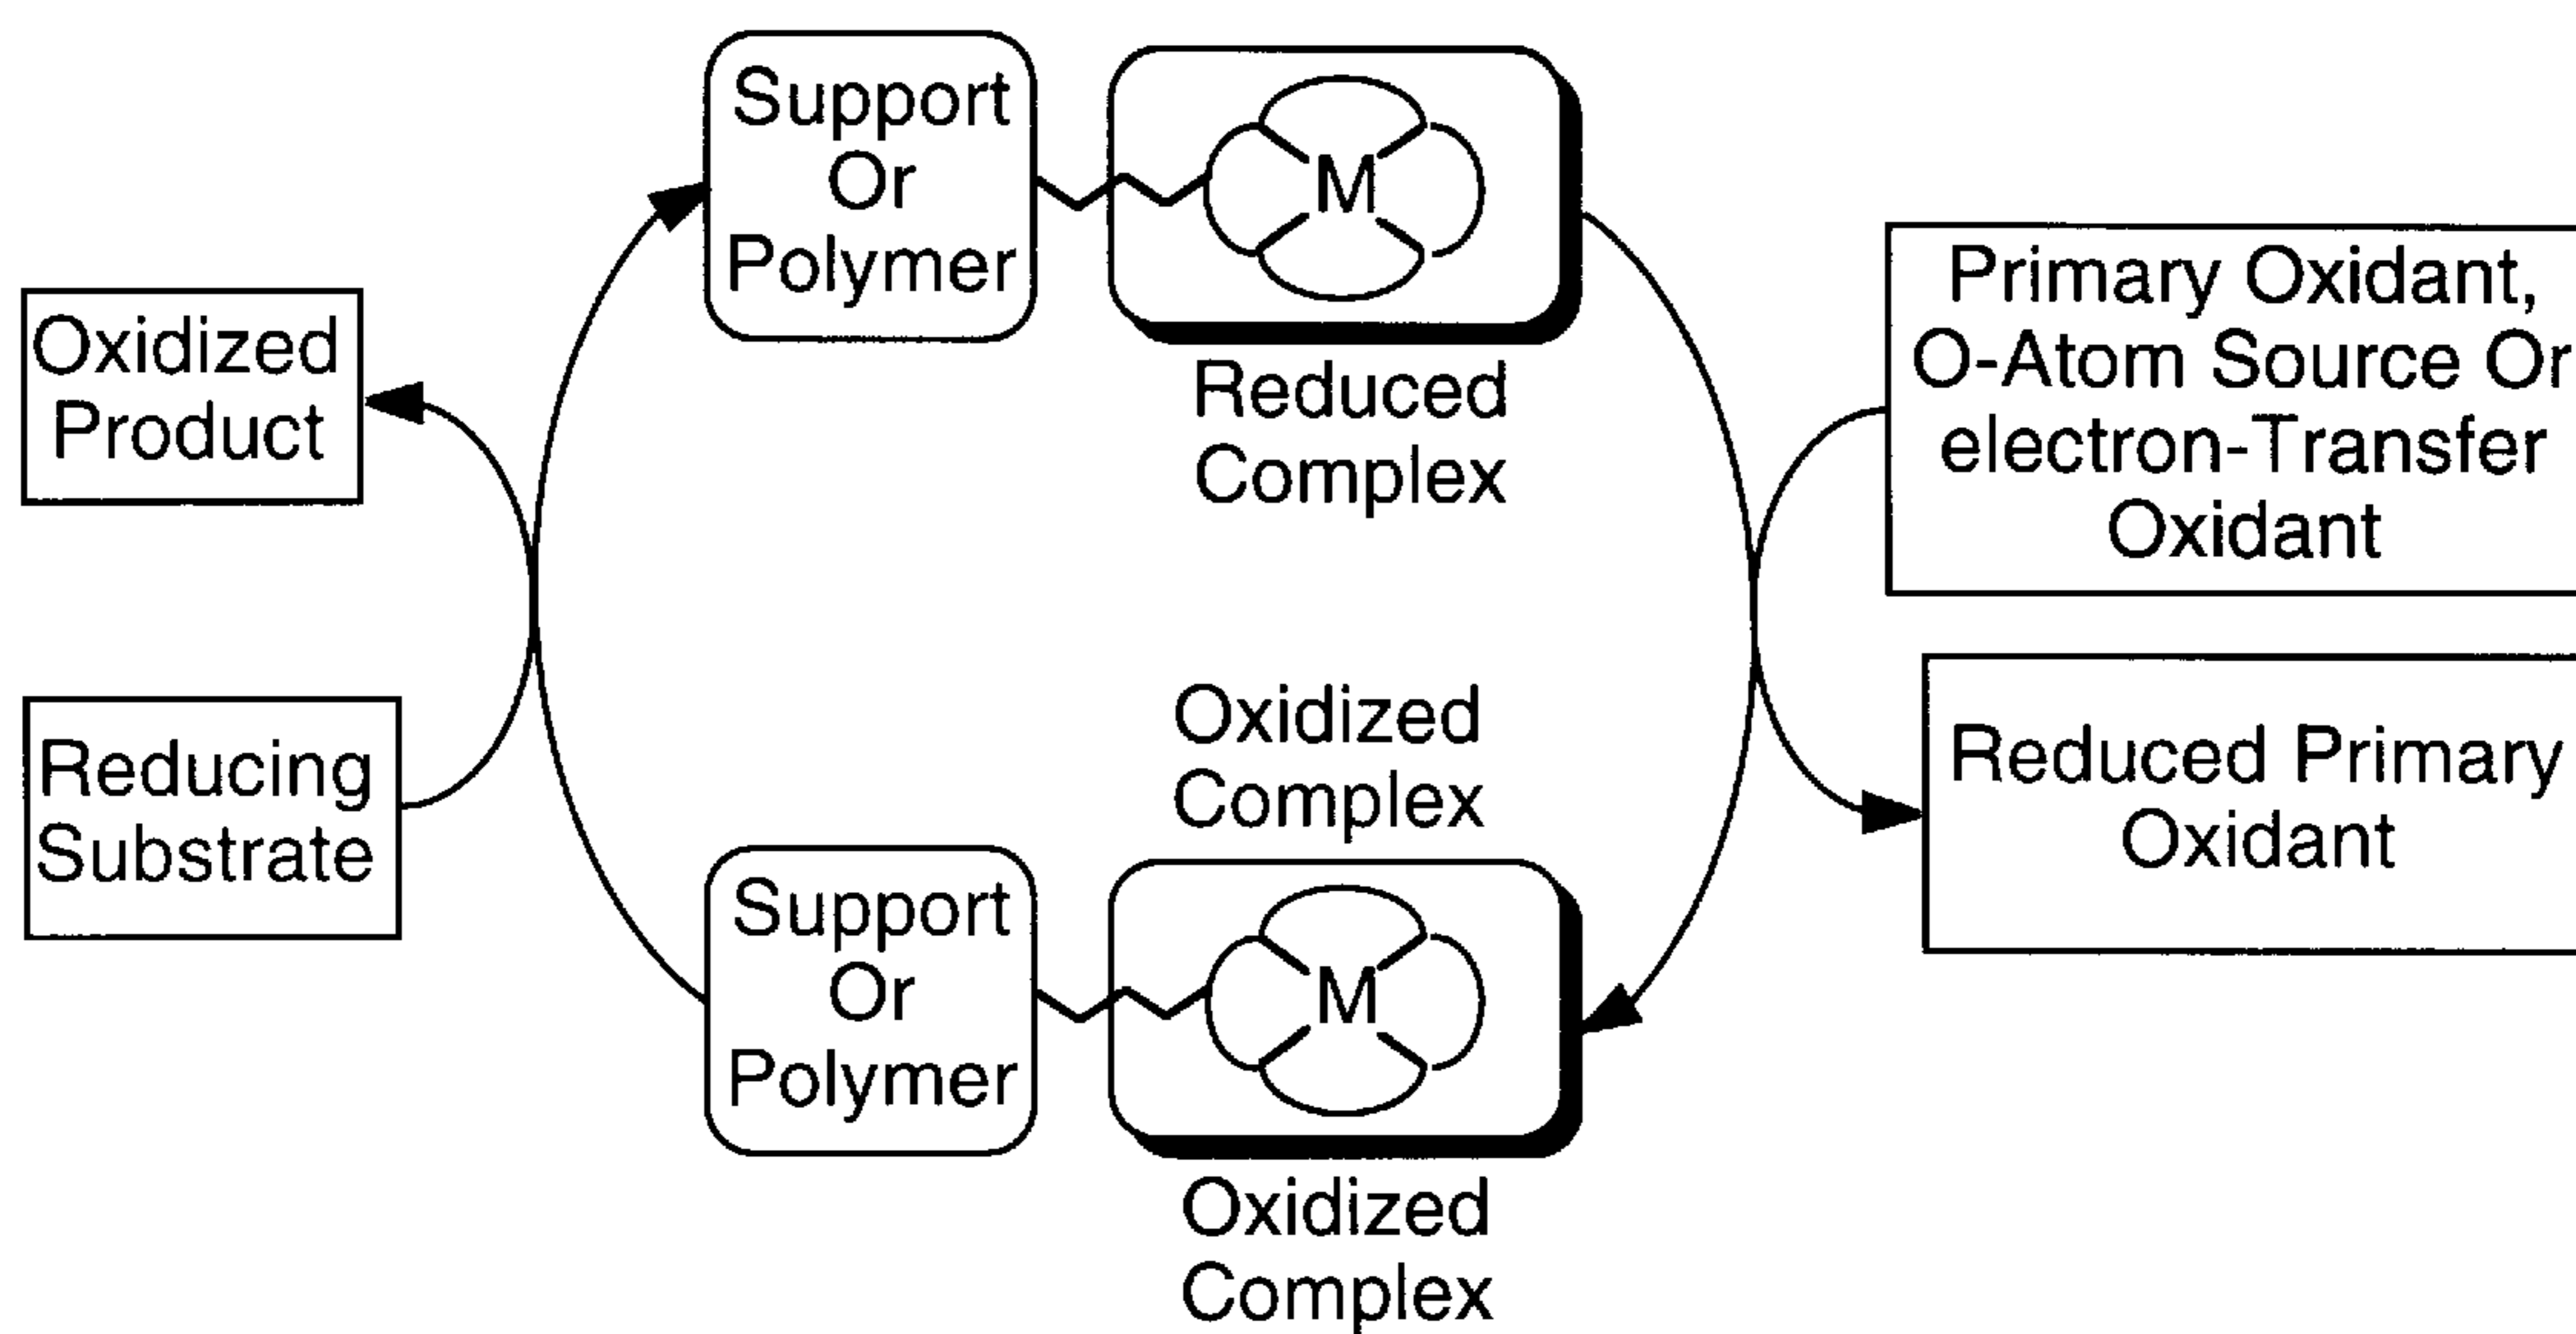 Support
Or
Polymer
M
Reduced
Complex
Oxidized
Product
Primary Oxidant,
O-Atom Source Or
electron-Transfer
Oxidant
Reducing
Substrate
Oxidized
Complex
Reduced Primary
Oxidant
Support
Or
Polymer
M
Oxidized
Complex